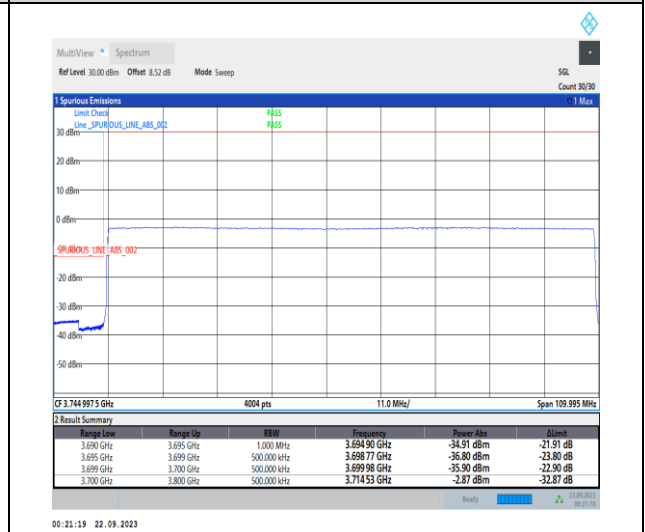 MultiView Spectrum
Ref Level 30.00 dBm Offset 8.52 dB Mode Sweep SGL
Count 30/30
1 Spurious Emissions 1 Max
Limit Check PASS
Line _SPURIOUS_LINE_ABS_002 PASS
30 dBm
20 dBm
10 dBm
0 dBm
_SPURIOUS_LINE_ABS_002
-20 dBm
-30 dBm
-40 dBm
-50 dBm
CF 3.744 997 5 GHz 4004 pts 11.0 MHz/ Span 109.995 MHz
2 Result Summary
Range Low Range Up RBW Frequency Power Abs ΔLimit
3.690 GHz 3.695 GHz 1.000 MHz 3.694 90 GHz -34.91 dBm -21.91 dB
3.695 GHz 3.699 GHz 500.000 kHz 3.698 77 GHz -36.80 dBm -23.80 dB
3.699 GHz 3.700 GHz 500.000 kHz 3.699 98 GHz -35.90 dBm -22.90 dB
3.700 GHz 3.800 GHz 500.000 kHz 3.714 53 GHz -2.87 dBm -32.87 dB
Ready 22.09.2023
00:21:19
00:21:19 22.09.2023